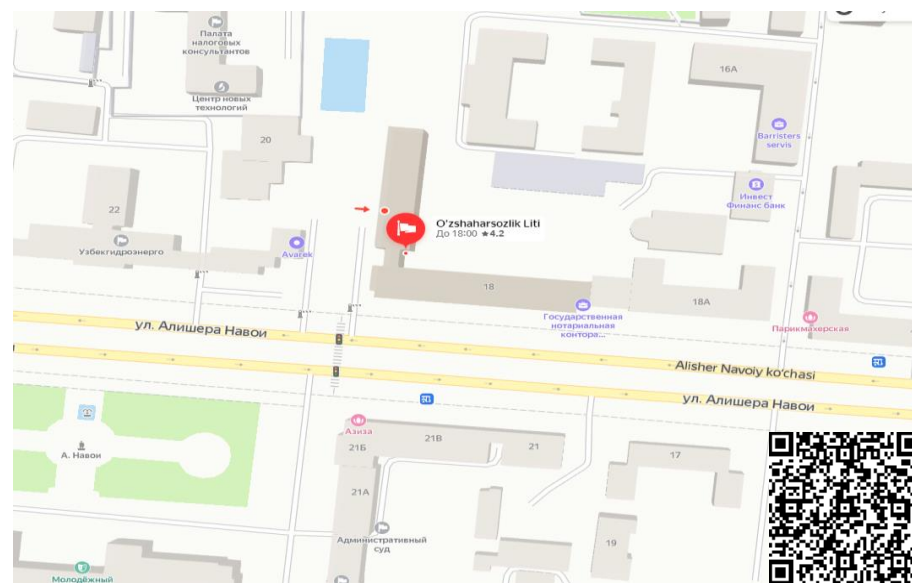 Палата
налоговых
консультантов
Центр новых
технологий
16А
Barristers
servis
20
Инвест
Финанс банк
22
O'zshaharsozlik Liti
До 18:00 ★4.2
Узбекгидроэнерго
Avarek
18
18А
Государственная
нотариальная
контора...
Парикмахерская
ул. Алишера Навои
Alisher Navoiy ko'chasi
ул. Алишера Навои
Азиза
21Б
21В
21
17
А. Навои
21А
Административный
суд
19
Молодёжный